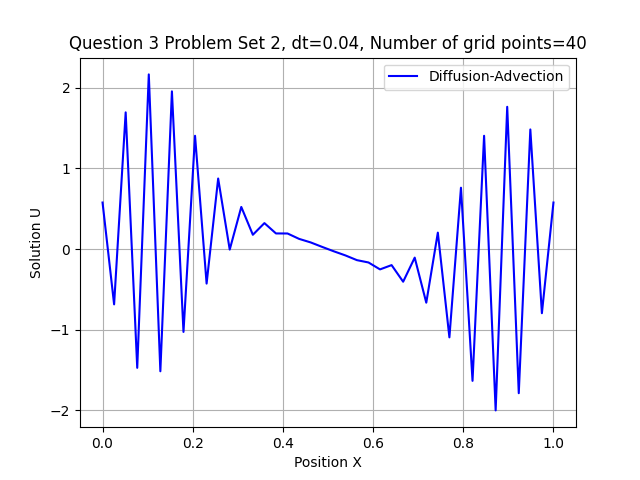 Question 3 Problem Set 2, dt=0.04, Number of grid points=40
Diffusion-Advection
Solution U
2
1
0
−1
−2
0.0 0.2 0.4 0.6 0.8 1.0
Position X